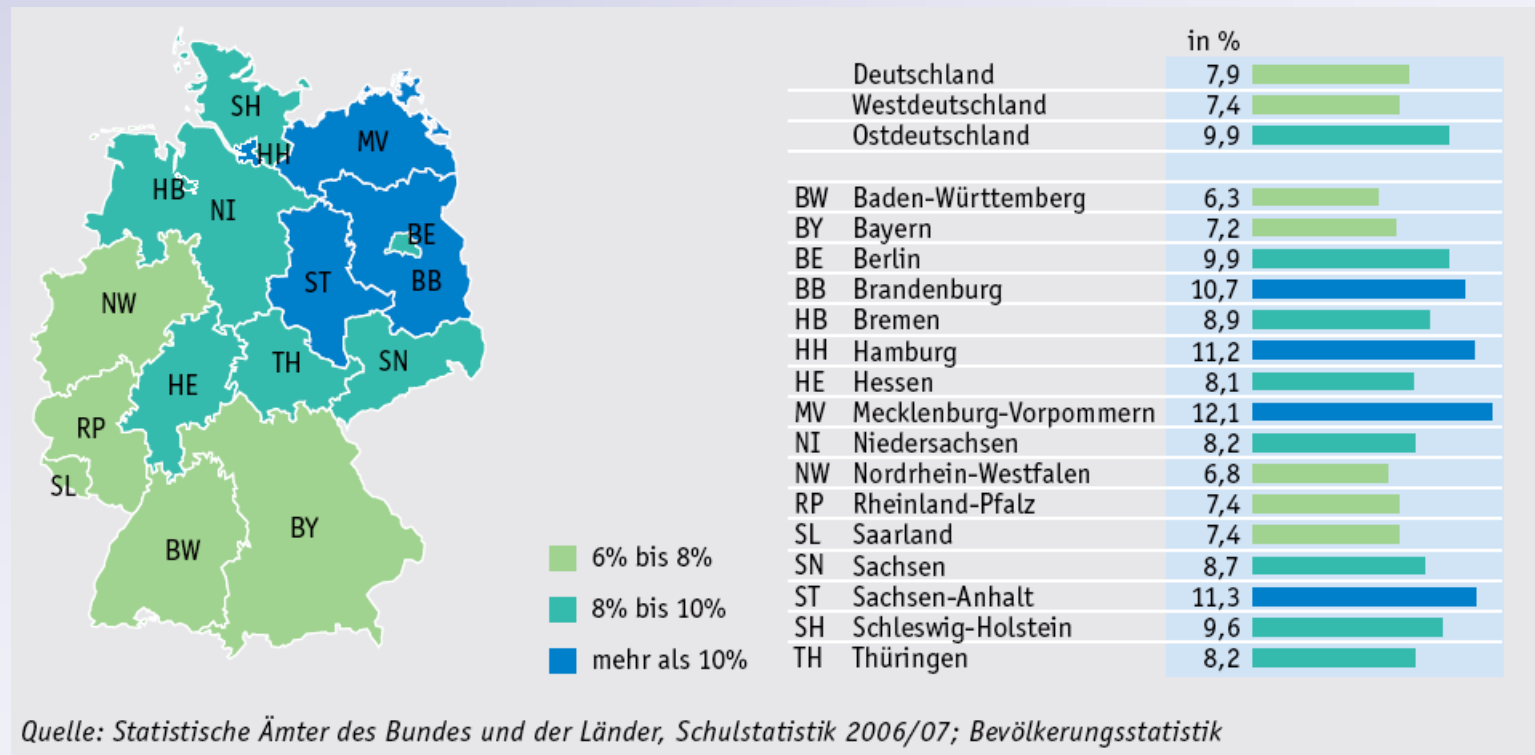 SH
MV
HH
HB
NI
BE
ST
BB
NW
TH
SN
HE
RP
SL
BY
BW
6% bis 8%
8% bis 10%
mehr als 10%
in %
Deutschland 7,9
Westdeutschland 7,4
Ostdeutschland 9,9
BW Baden-Württemberg 6,3
BY Bayern 7,2
BE Berlin 9,9
BB Brandenburg 10,7
HB Bremen 8,9
HH Hamburg 11,2
HE Hessen 8,1
MV Mecklenburg-Vorpommern 12,1
NI Niedersachsen 8,2
NW Nordrhein-Westfalen 6,8
RP Rheinland-Pfalz 7,4
SL Saarland 7,4
SN Sachsen 8,7
ST Sachsen-Anhalt 11,3
SH Schleswig-Holstein 9,6
TH Thüringen 8,2
Quelle: Statistische Ämter des Bundes und der Länder, Schulstatistik 2006/07; Bevölkerungsstatistik